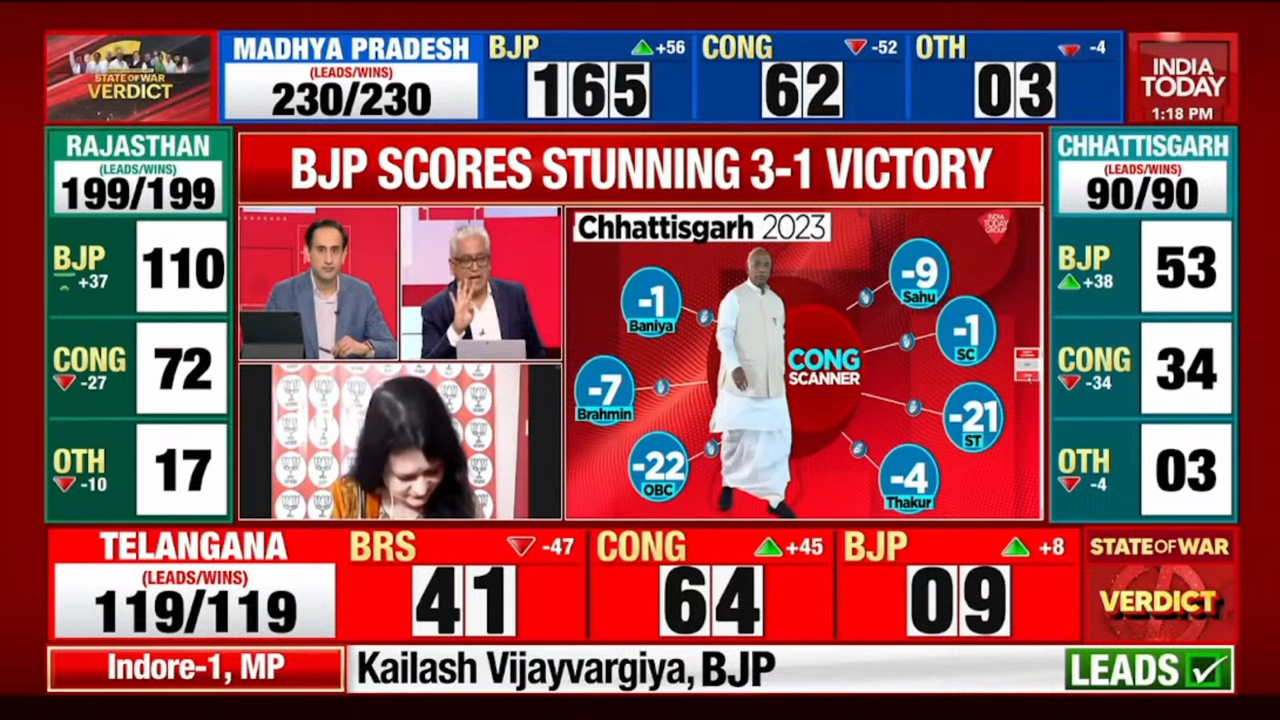 STATE OF WAR
VERDICT
MADHYA PRADESH
(LEADS/WINS)
230/230
BJP +56
165
CONG -52
62
OTH -4
03
INDIA
TODAY
1:18 PM
RAJASTHAN
(LEADS/WINS)
199/199
BJP
+37
110
CONG
-27
72
OTH
-10
17
BJP SCORES STUNNING 3-1 VICTORY
Chhattisgarh 2023
INDIA
TODAY
GROUP
-1
Baniya
-7
Brahmin
-22
OBC
CONG
SCANNER
-9
Sahu
-1
SC
-21
ST
-4
Thakur
CHHATTISGARH
(LEADS/WINS)
90/90
BJP
+38
53
CONG
-34
34
OTH
-4
03
TELANGANA
(LEADS/WINS)
119/119
BRS -47
41
CONG +45
64
BJP +8
09
STATE OF WAR
VERDICT
Indore-1, MP
Kailash Vijayvargiya, BJP
LEADS